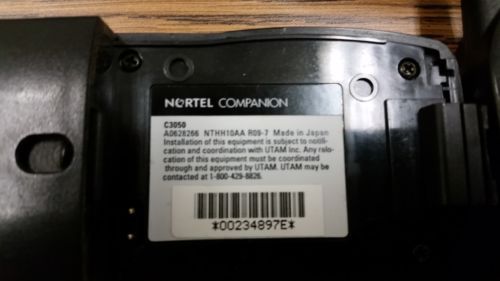 NORTEL COMPANION
C3050
A0628266 NTHH10AA R09-7 Made in Japan
Installation of this equipment is subject to notifi-
cation and coordination with UTAM Inc. Any relo-
cation of this equipment must be coordinated
through and approved by UTAM. UTAM may be
contacted at 1-800-429-8826.
*00234897E*